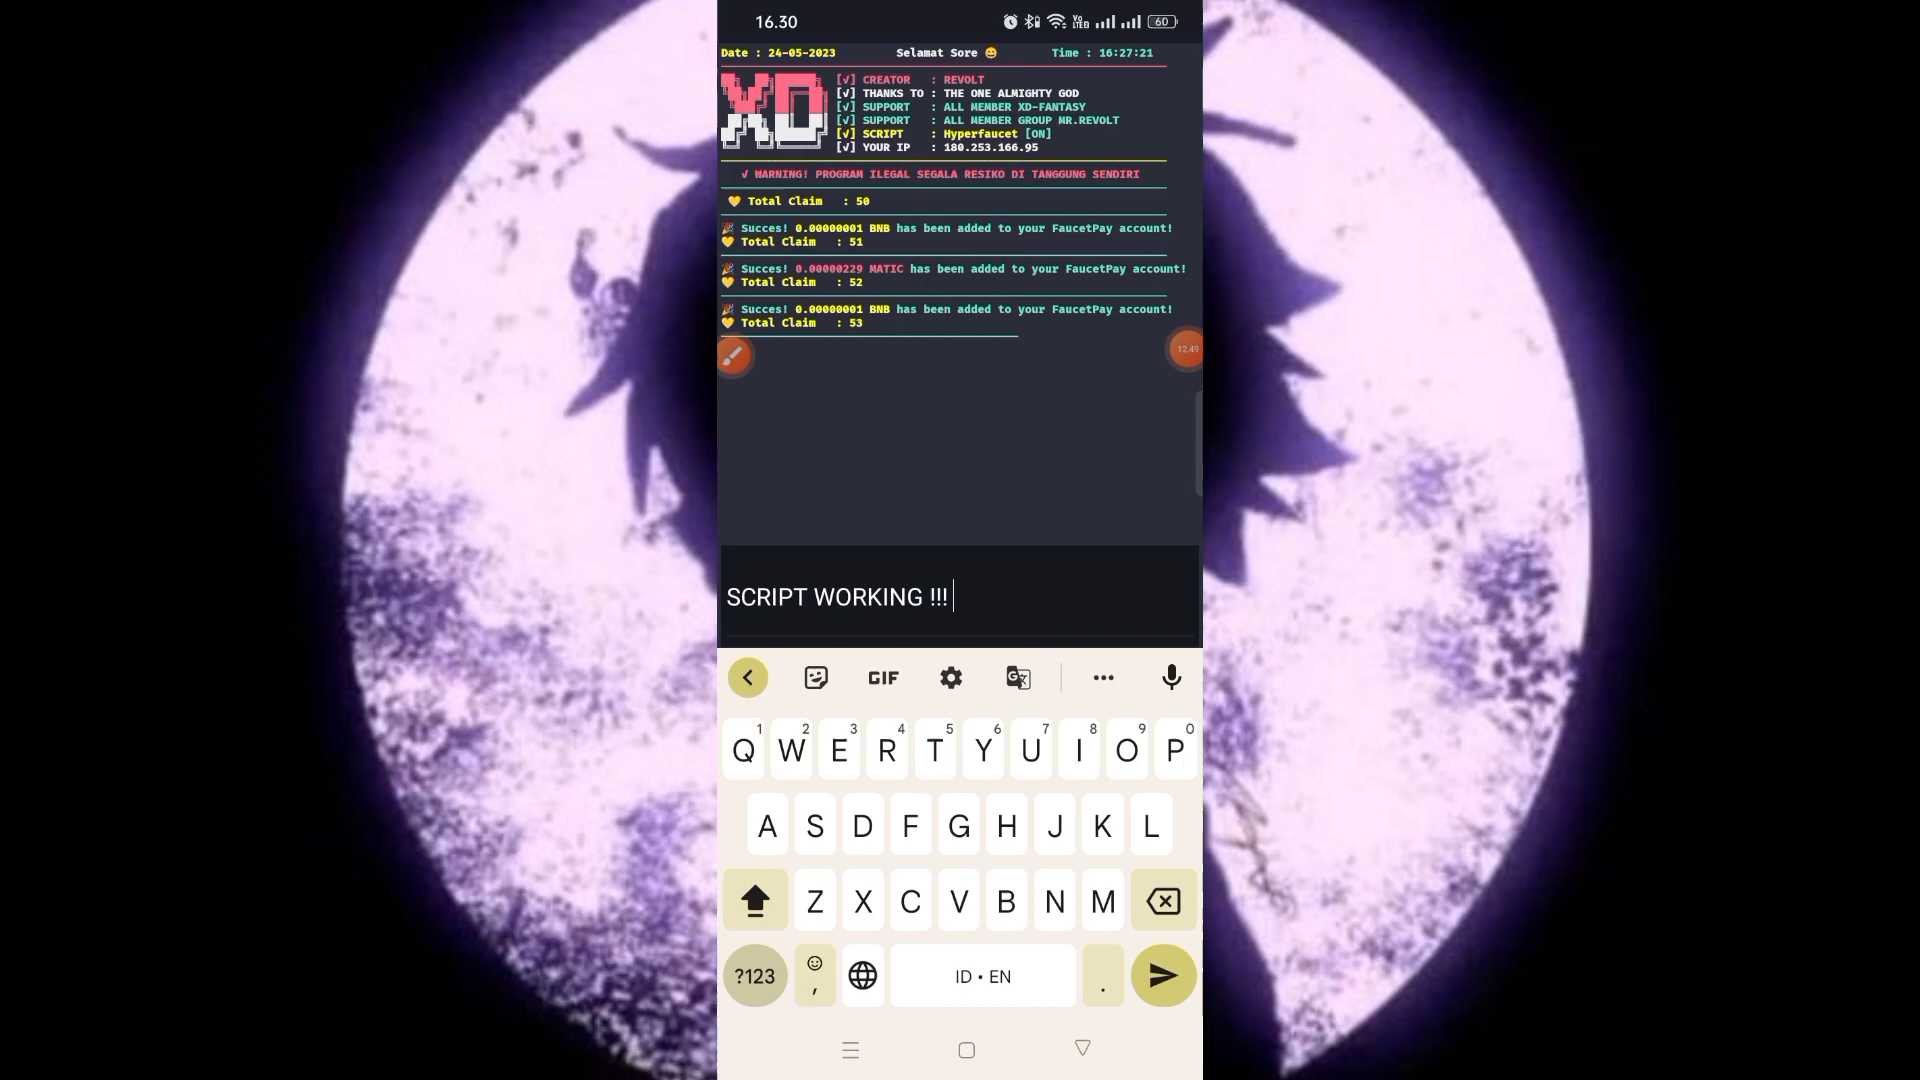 16.30
60
Date : 24-05-2023 Selamat Sore 😄 Time : 16:27:21
XD
[√] CREATOR : REVOLT
[√] THANKS TO : THE ONE ALMIGHTY GOD
[√] SUPPORT : ALL MEMBER XD-FANTASY
[√] SUPPORT : ALL MEMBER GROUP MR.REVOLT
[√] SCRIPT : Hyperfaucet [ON]
[√] YOUR IP : 180.253.166.95
√ WARNING! PROGRAM ILEGAL SEGALA RESIKO DI TANGGUNG SENDIRI
💛 Total Claim : 50
🎉 Succes! 0.00000001 BNB has been added to your FaucetPay account!
💛 Total Claim : 51
🎉 Succes! 0.00000229 MATIC has been added to your FaucetPay account!
💛 Total Claim : 52
🎉 Succes! 0.00000001 BNB has been added to your FaucetPay account!
💛 Total Claim : 53
12.49
SCRIPT WORKING !!!
GIF
1 2 3 4 5 6 7 8 9 0
Q W E R T Y U I O P
A S D F G H J K L
Z X C V B N M
?123 , ID • EN .